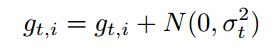 g_{t,i} = g_{t,i} + N(0, σ_t^2)